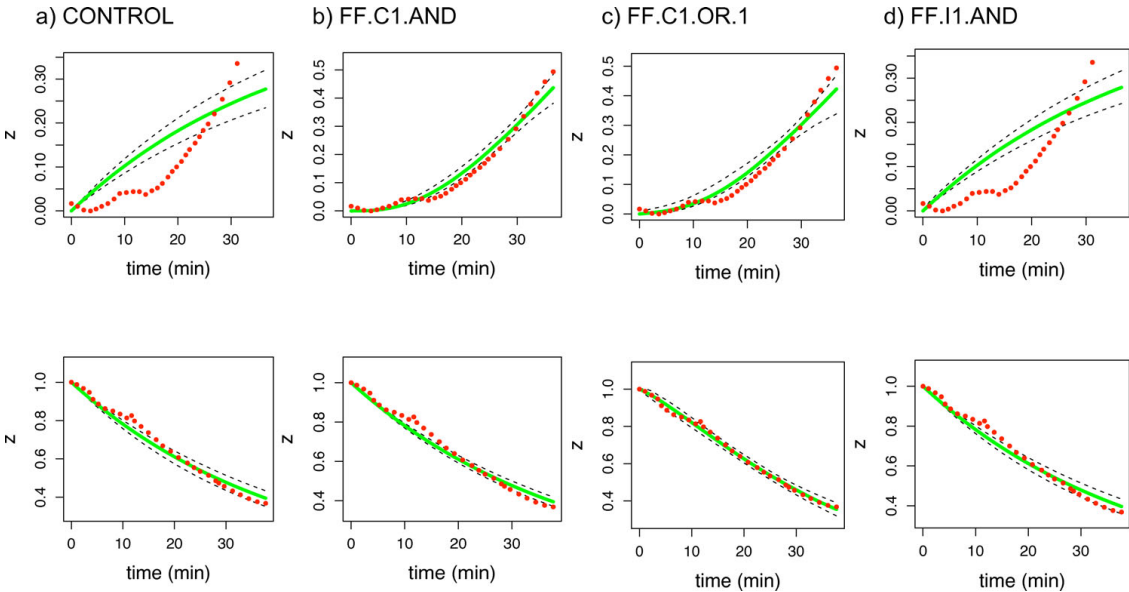 a) CONTROL
b) FF.C1.AND
c) FF.C1.OR.1
d) FF.I1.AND
z
0.00 0.10 0.20 0.30
0 10 20 30
time (min)
z
0.0 0.1 0.2 0.3 0.4 0.5
0 10 20 30
time (min)
z
0.0 0.1 0.2 0.3 0.4 0.5
0 10 20 30
time (min)
z
0.00 0.10 0.20 0.30
0 10 20 30
time (min)
z
0.4 0.6 0.8 1.0
0 10 20 30
time (min)
z
0.4 0.6 0.8 1.0
0 10 20 30
time (min)
z
0.4 0.6 0.8 1.0
0 10 20 30
time (min)
z
0.4 0.6 0.8 1.0
0 10 20 30
time (min)